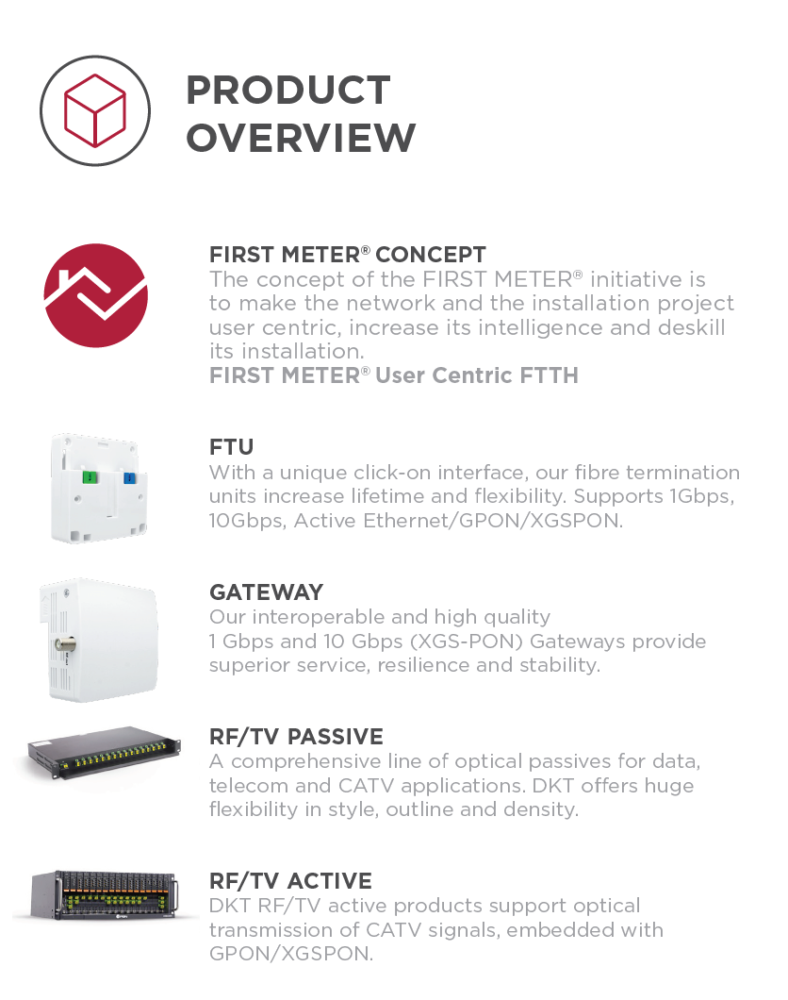 PRODUCT
OVERVIEW
FIRST METER® CONCEPT
The concept of the FIRST METER® initiative is
to make the network and the installation project
user centric, increase its intelligence and deskill
its installation.
FIRST METER® User Centric FTTH
FTU
With a unique click-on interface, our fibre termination
units increase lifetime and flexibility. Supports 1Gbps,
10Gbps, Active Ethernet/GPON/XGSPON.
GATEWAY
Our interoperable and high quality
1 Gbps and 10 Gbps (XGS-PON) Gateways provide
superior service, resilience and stability.
RF/TV PASSIVE
A comprehensive line of optical passives for data,
telecom and CATV applications. DKT offers huge
flexibility in style, outline and density.
RF/TV ACTIVE
DKT RF/TV active products support optical
transmission of CATV signals, embedded with
GPON/XGSPON.